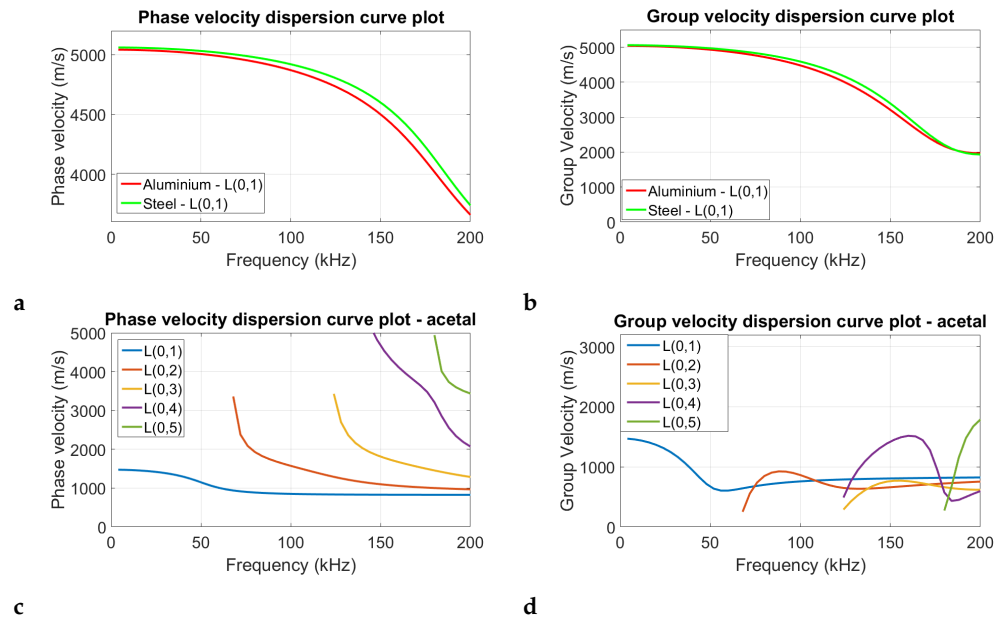 Phase velocity dispersion curve plot
Phase velocity (m/s)
5000
4500
4000
Aluminium - L(0,1)
Steel - L(0,1)
0 50 100 150 200
Frequency (kHz)
a
Group velocity dispersion curve plot
Group Velocity (m/s)
5000
4000
3000
2000
1000
0
Aluminium - L(0,1)
Steel - L(0,1)
0 50 100 150 200
Frequency (kHz)
b
Phase velocity dispersion curve plot - acetal
Phase velocity (m/s)
5000
4000
3000
2000
1000
0
L(0,1)
L(0,2)
L(0,3)
L(0,4)
L(0,5)
0 50 100 150 200
Frequency (kHz)
c
Group velocity dispersion curve plot - acetal
Group Velocity (m/s)
3000
2000
1000
0
L(0,1)
L(0,2)
L(0,3)
L(0,4)
L(0,5)
0 50 100 150 200
Frequency (kHz)
d